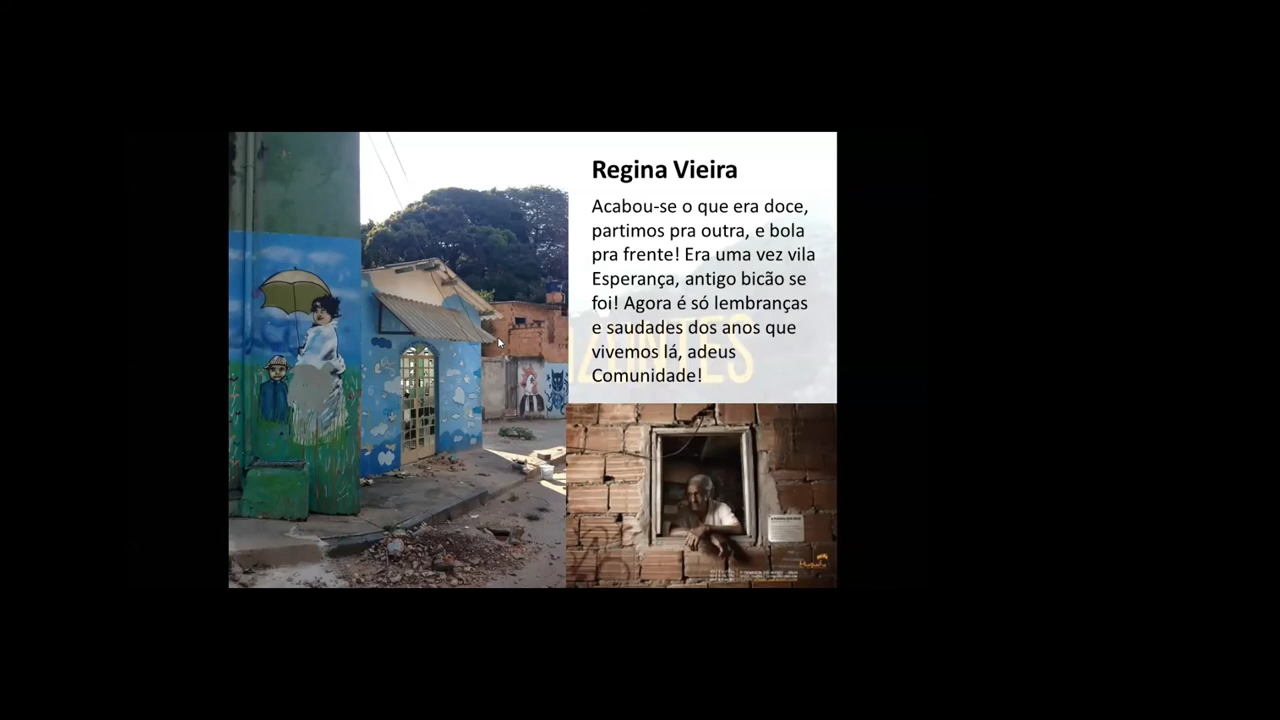 Regina Vieira
Acabou-se o que era doce,
partimos pra outra, e bola
pra frente! Era uma vez vila
Esperança, antigo bicão se
foi! Agora é só lembranças
e saudades dos anos que
vivemos lá, adeus
Comunidade!